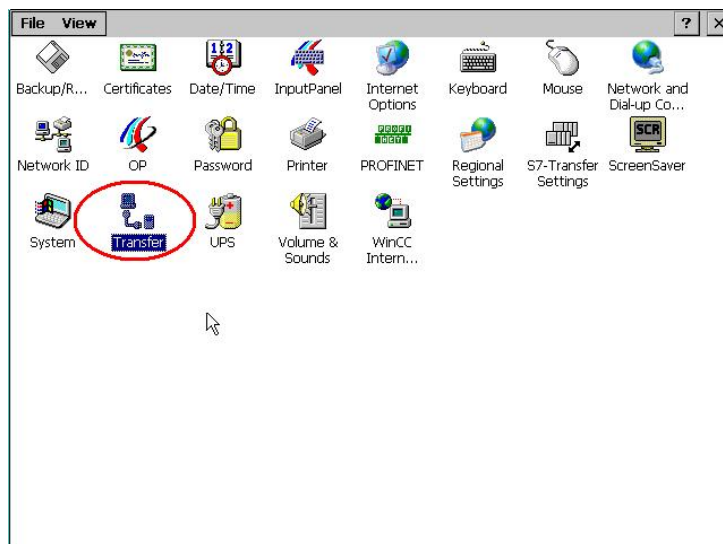 File View ? ×
Backup/R... Certificates Date/Time InputPanel Internet Options Keyboard Mouse Network and Dial-up Co...
Network ID OP Password Printer PROFINET Regional Settings S7-Transfer Settings ScreenSaver
System Transfer UPS Volume & Sounds WinCC Intern...